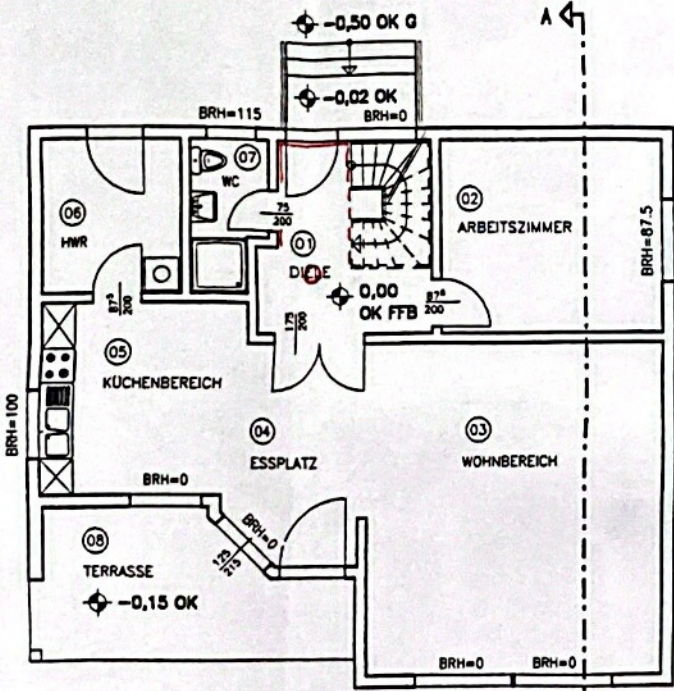 -0,50 OK G
A
-0,02 OK
BRH=115
BRH=0
07
WC
06
HWR
75
200
01
DIELE
02
ARBEITSZIMMER
BRH=87.5
0,00
OK FFB
87⁵
200
87⁵
200
175
200
05
KÜCHENBEREICH
BRH=100
04
ESSPLATZ
03
WOHNBEREICH
BRH=0
BRH=0
125
215
08
TERRASSE
-0,15 OK
BRH=0
BRH=0